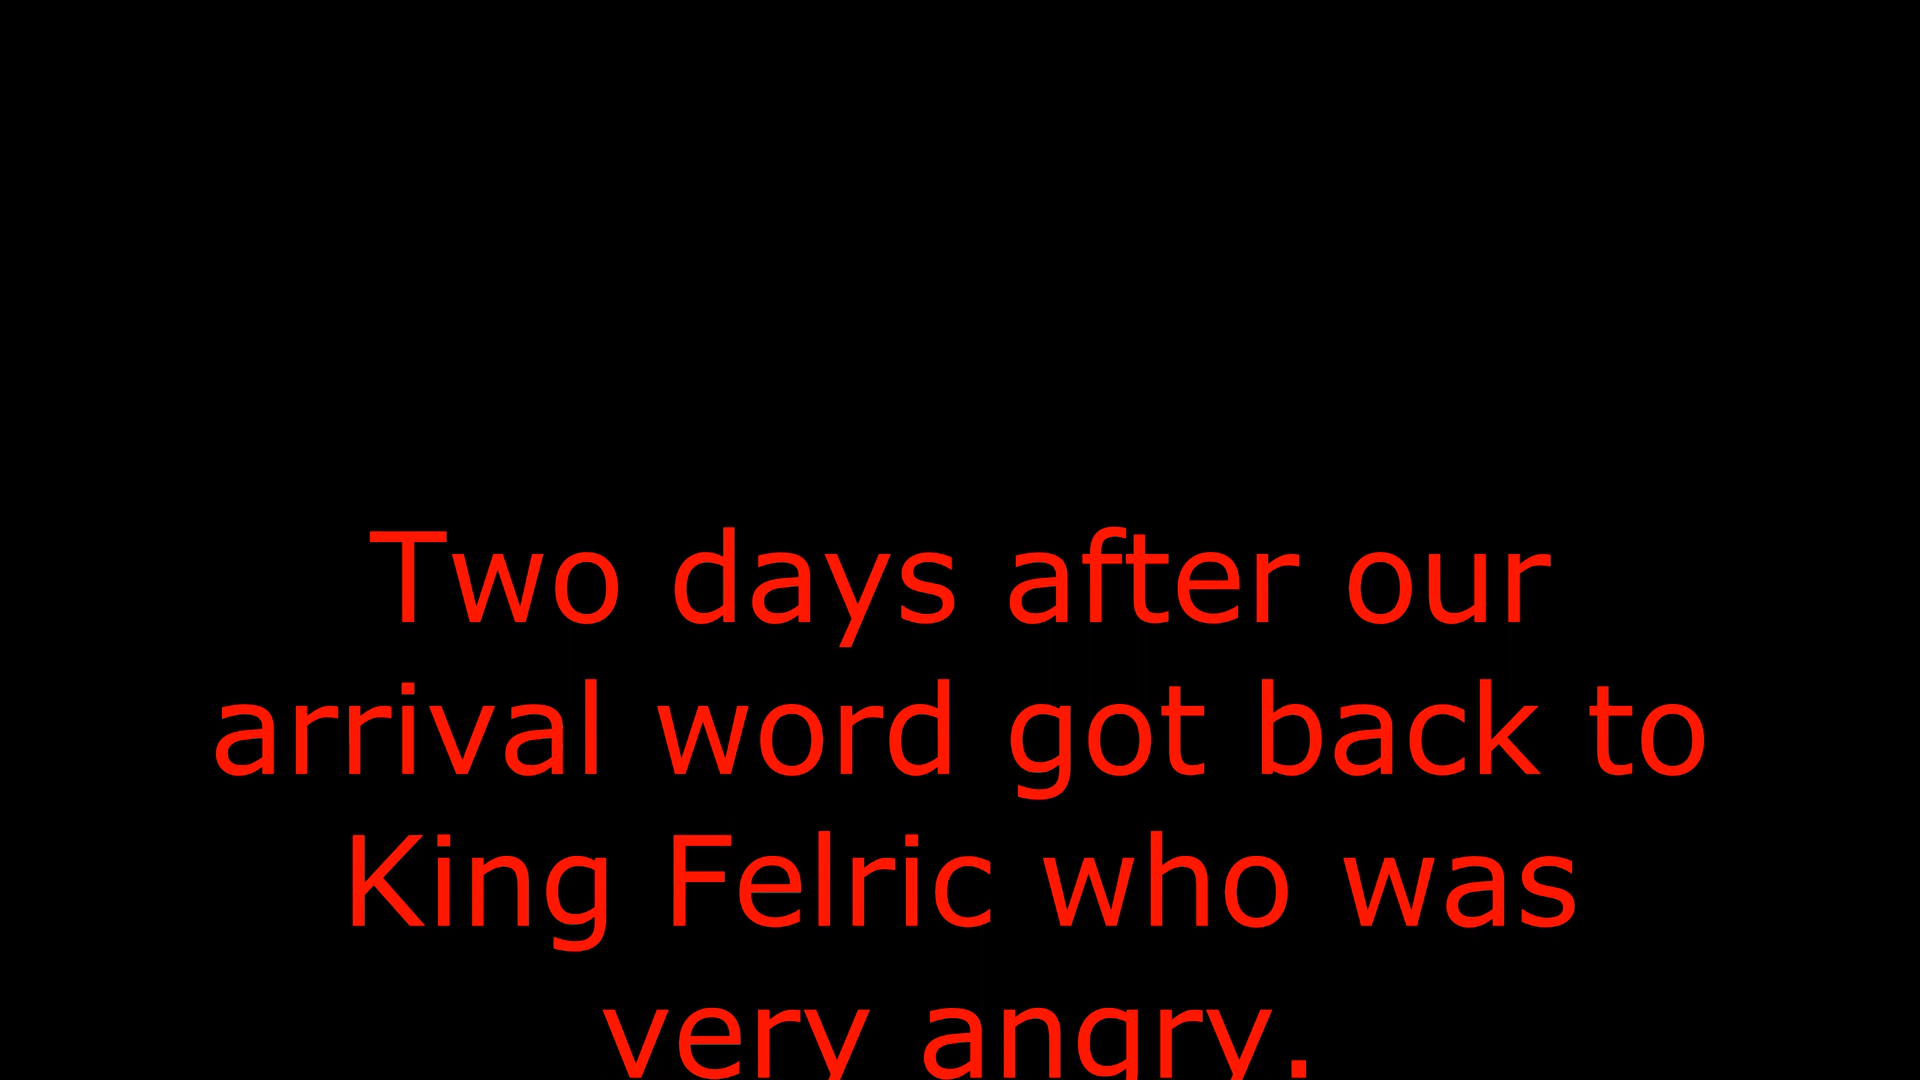 Two days after our
arrival word got back to
King Felric who was
very angry.